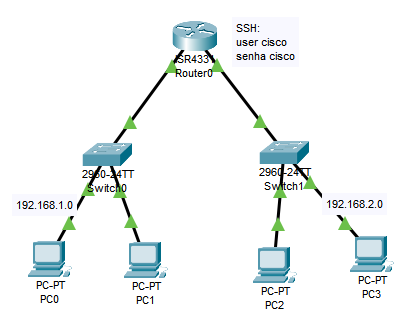 SSH:
user cisco
senha cisco
ISR4331
Router0
2960-24TT
Switch0
2960-24TT
Switch1
192.168.1.0
192.168.2.0
PC-PT
PC0
PC-PT
PC1
PC-PT
PC2
PC-PT
PC3